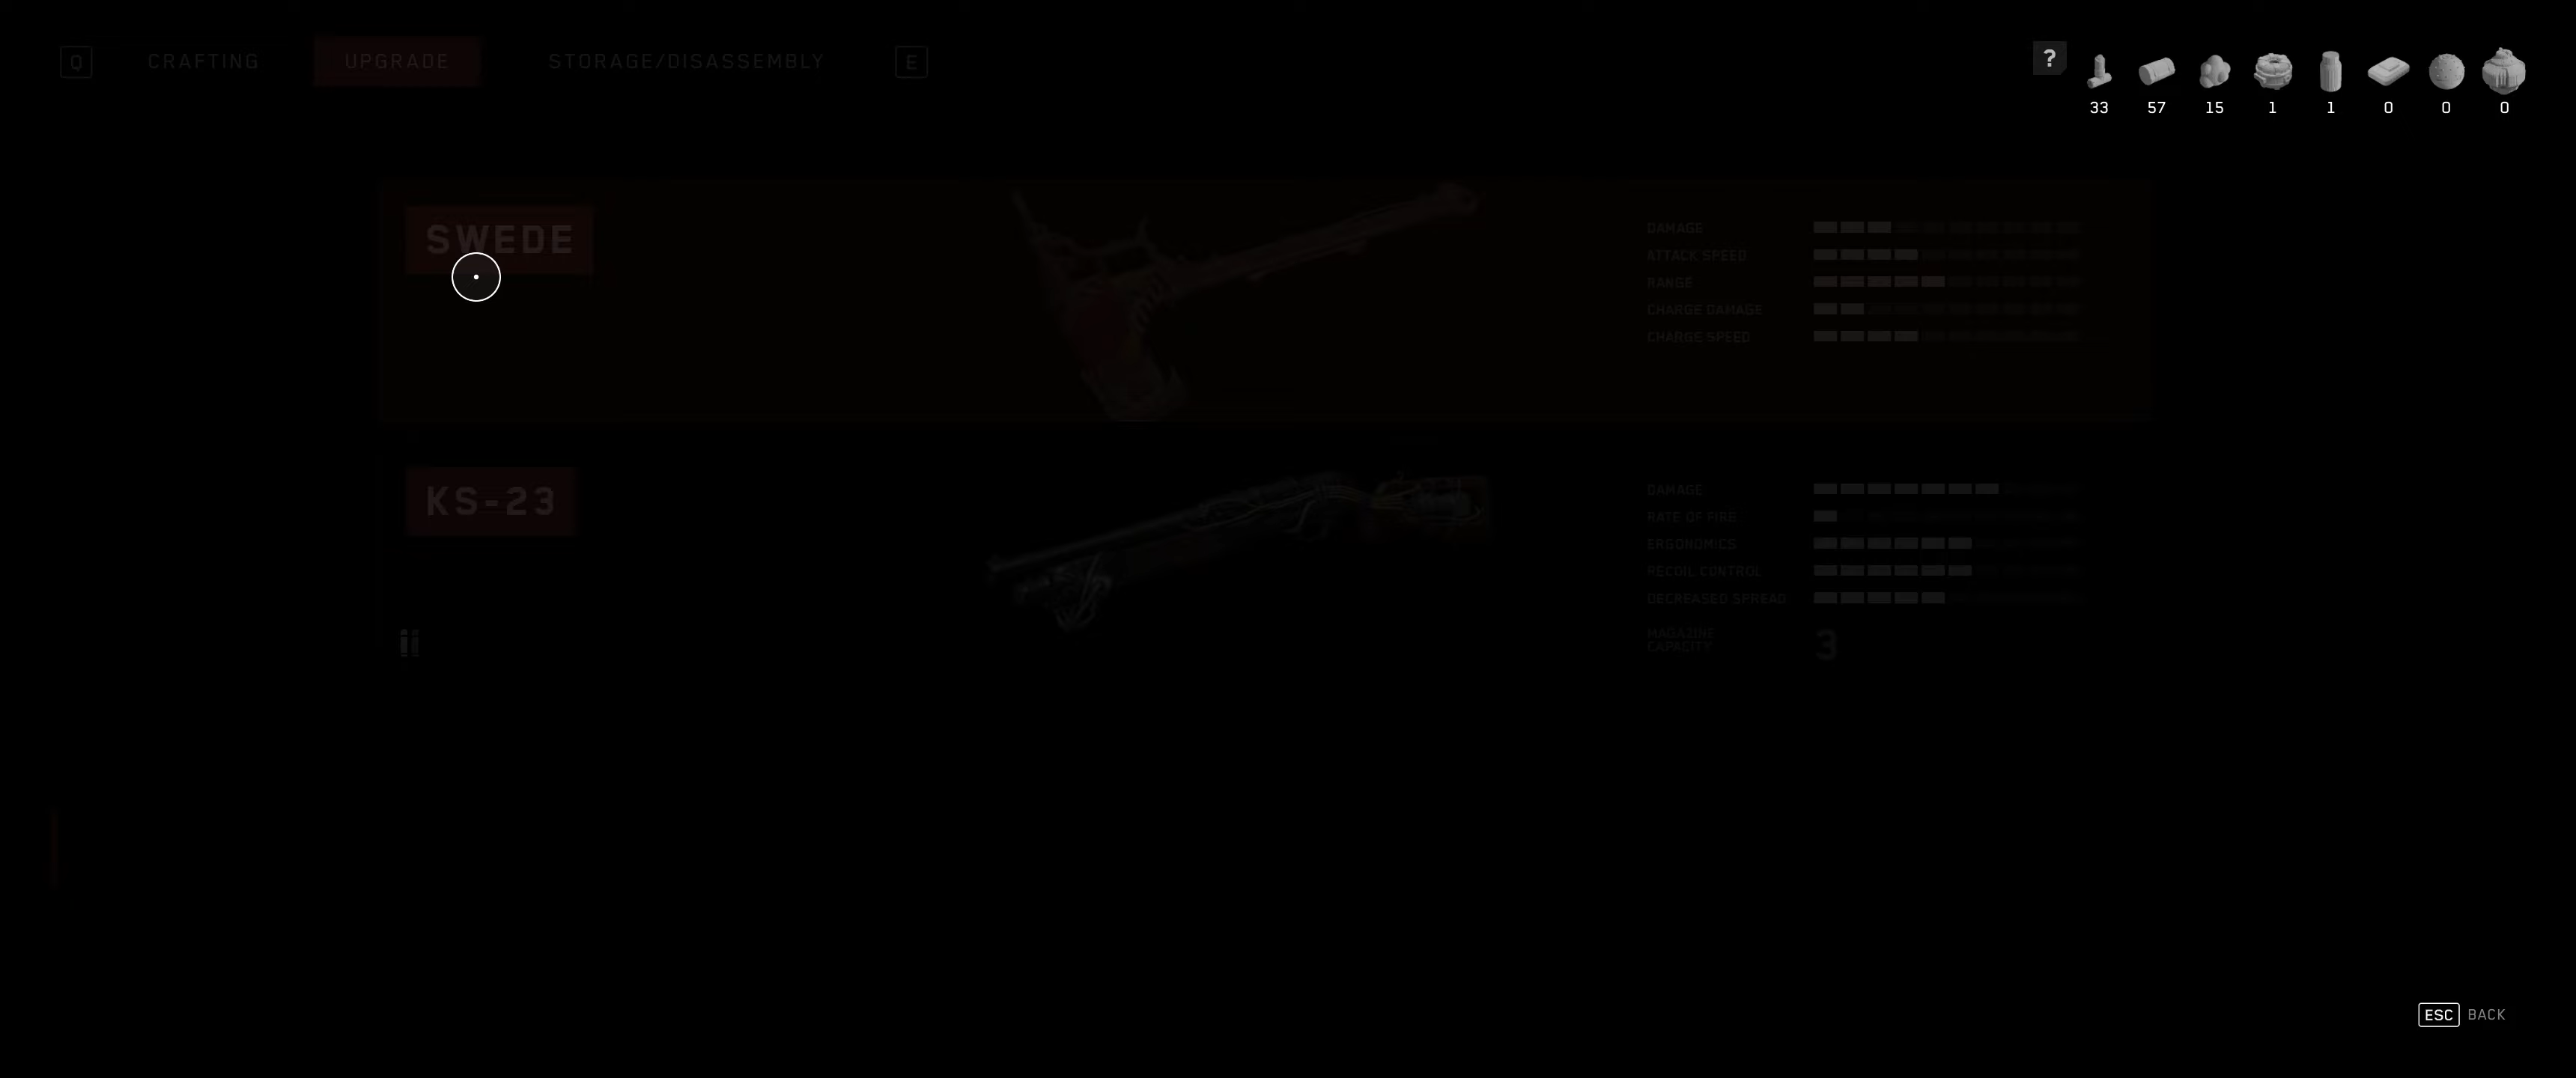 Q CRAFTING UPGRADE STORAGE/DISASSEMBLY E
?
33 57 15 1 1 0 0 0
SWEDE
DAMAGE
ATTACK SPEED
RANGE
CHARGE DAMAGE
CHARGE SPEED
KS-23
DAMAGE
RATE OF FIRE
ERGONOMICS
RECOIL CONTROL
DECREASED SPREAD
MAGAZINE
CAPACITY
3
ESC BACK